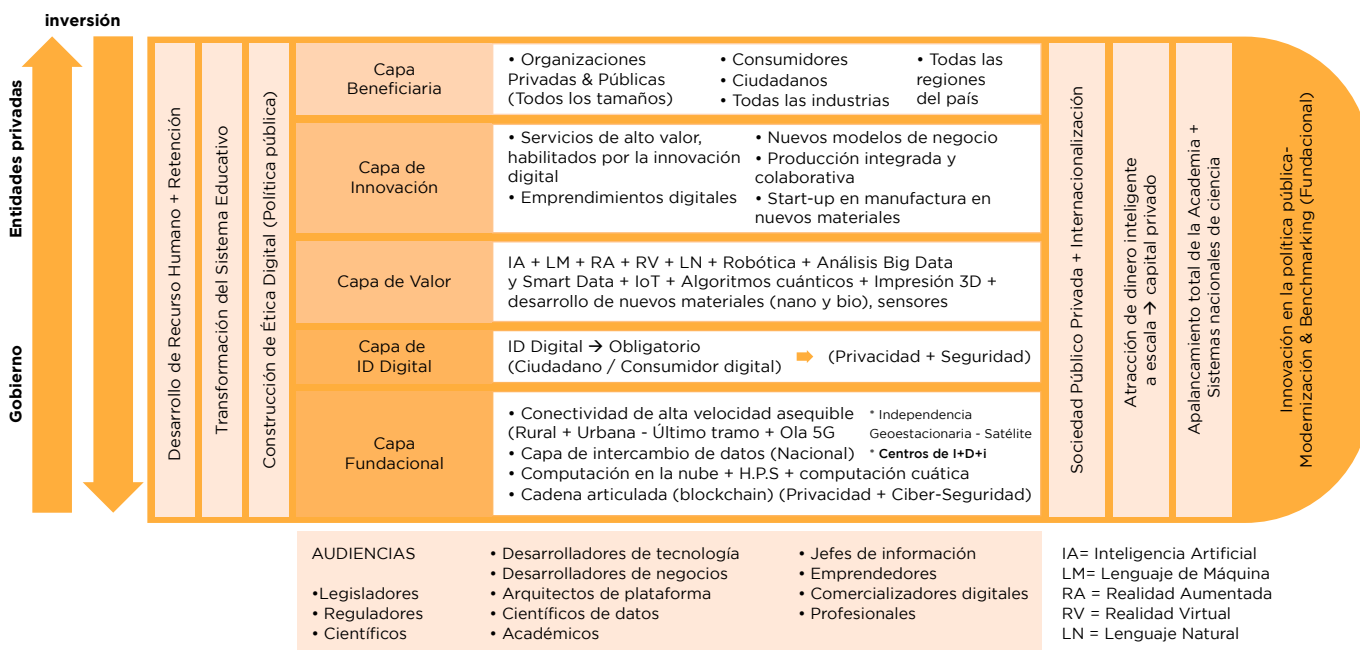 inversión
Entidades privadas
Gobierno
Desarrollo de Recurso Humano + Retención
Transformación del Sistema Educativo
Construcción de Ética Digital (Política pública)
Capa
Beneficiaria
• Organizaciones
Privadas & Públicas
(Todos los tamaños)
• Consumidores
• Ciudadanos
• Todas las industrias
• Todas las
regiones
del país
Capa de
Innovación
• Servicios de alto valor,
habilitados por la innovación
digital
• Emprendimientos digitales
• Nuevos modelos de negocio
• Producción integrada y
colaborativa
• Start-up en manufactura en
nuevos materiales
Capa de Valor
IA + LM + RA + RV + LN + Robótica + Análisis Big Data
y Smart Data + IoT + Algoritmos cuánticos + Impresión 3D +
desarrollo de nuevos materiales (nano y bio), sensores
Capa de
ID Digital
ID Digital → Obligatorio
(Ciudadano / Consumidor digital)
(Privacidad + Seguridad)
Capa
Fundacional
• Conectividad de alta velocidad asequible
(Rural + Urbana - Último tramo + Ola 5G
• Capa de intercambio de datos (Nacional)
• Computación en la nube + H.P.S + computación cuática
• Cadena articulada (blockchain) (Privacidad + Ciber-Seguridad)
* Independencia
Geoestacionaria - Satélite
* Centros de I+D+i
Sociedad Público Privada + Internacionalización
Atracción de dinero inteligente
a escala → capital privado
Apalancamiento total de la Academia +
Sistemas nacionales de ciencia
Innovación en la política pública-
Modernización & Benchmarking (Fundacional)
AUDIENCIAS
•Legisladores
• Reguladores
• Científicos
• Desarrolladores de tecnología
• Desarrolladores de negocios
• Arquitectos de plataforma
• Científicos de datos
• Académicos
• Jefes de información
• Emprendedores
• Comercializadores digitales
• Profesionales
IA= Inteligencia Artificial
LM= Lenguaje de Máquina
RA = Realidad Aumentada
RV = Realidad Virtual
LN = Lenguaje Natural